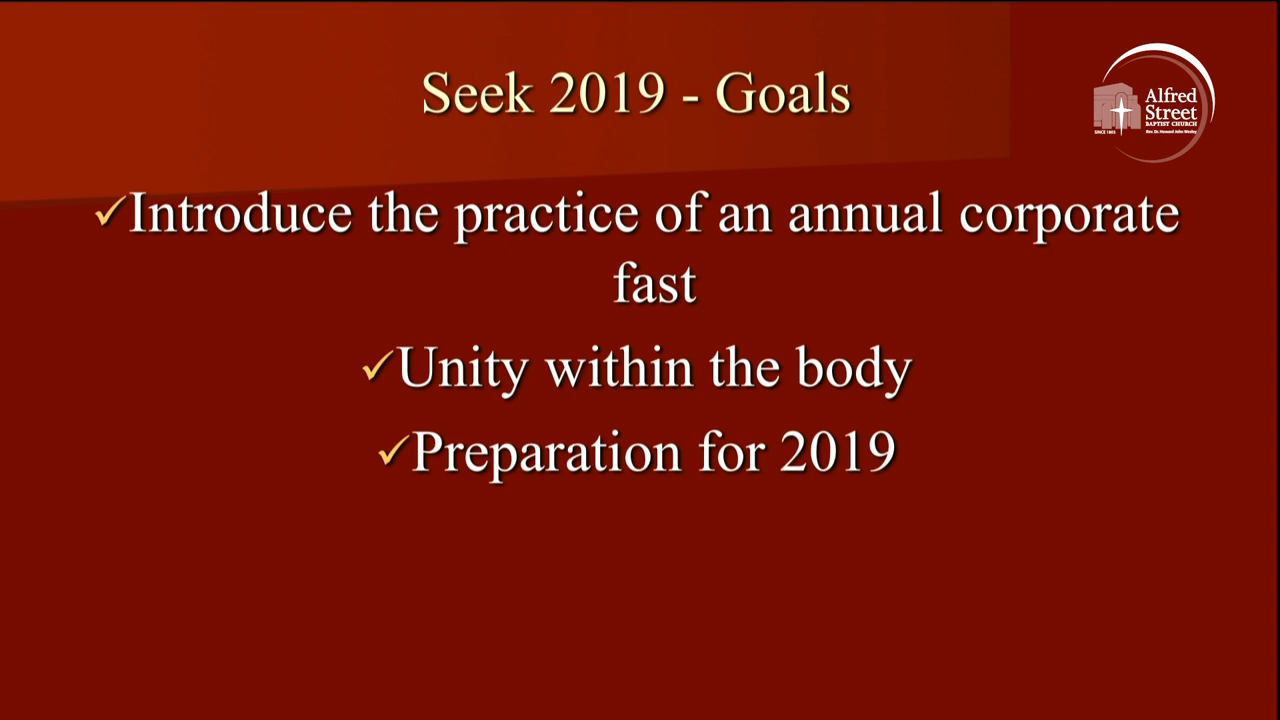 Seek 2019 - Goals
Alfred
Street
BAPTIST CHURCH
SINCE 1803
Rev. Dr. Howard-John Wesley
✓Introduce the practice of an annual corporate
fast
✓Unity within the body
✓Preparation for 2019